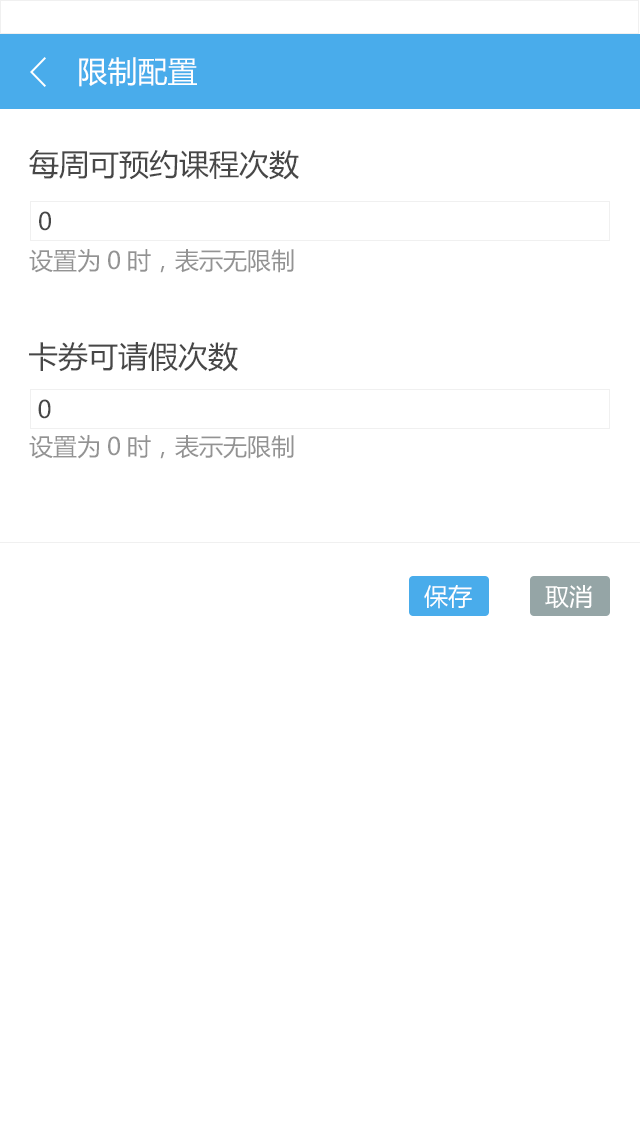 限制配置
每周可预约课程次数
0
设置为 0 时，表示无限制
卡券可请假次数
0
设置为 0 时，表示无限制
保存 取消